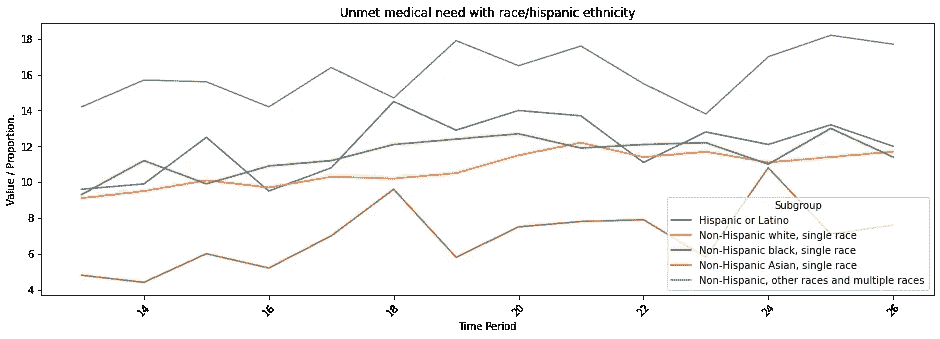 Unmet medical need with race/hispanic ethnicity
Value / Proportion.
18
16
14
12
10
8
6
4
Subgroup
Hispanic or Latino
Non-Hispanic white, single race
Non-Hispanic black, single race
Non-Hispanic Asian, single race
Non-Hispanic, other races and multiple races
14
16
18
20
22
24
26
Time Period